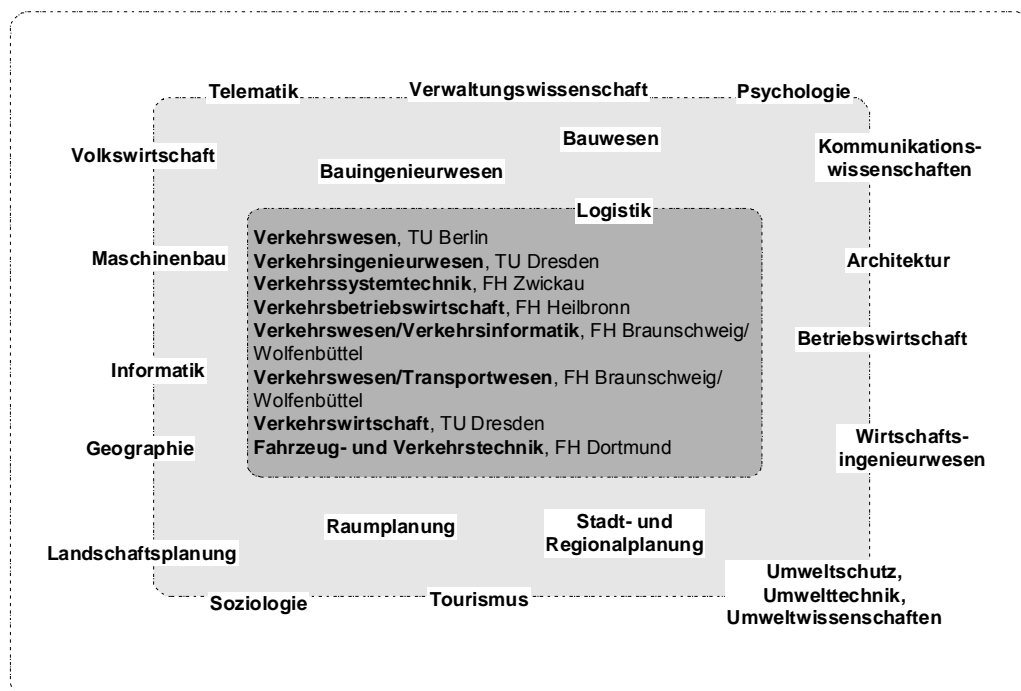 Telematik
Verwaltungswissenschaft
Psychologie
Bauwesen
Volkswirtschaft
Kommunikations-
wissenschaften
Bauingenieurwesen
Logistik
Verkehrswesen, TU Berlin
Maschinenbau
Verkehrsingenieurwesen, TU Dresden
Architektur
Verkehrssystemtechnik, FH Zwickau
Verkehrsbetriebswirtschaft, FH Heilbronn
Verkehrswesen/Verkehrsinformatik, FH Braunschweig/
Wolfenbüttel
Betriebswirtschaft
Informatik
Verkehrswesen/Transportwesen, FH Braunschweig/
Wolfenbüttel
Verkehrswirtschaft, TU Dresden
Fahrzeug- und Verkehrstechnik, FH Dortmund
Geographie
Wirtschafts-
ingenieurwesen
Raumplanung
Stadt- und
Regionalplanung
Landschaftsplanung
Soziologie
Tourismus
Umweltschutz,
Umwelttechnik,
Umweltwissenschaften